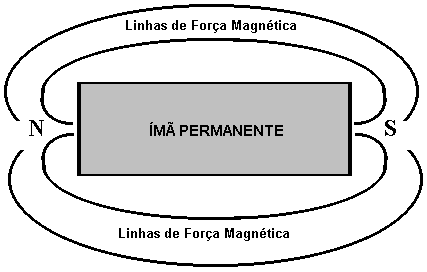 Linhas de Força Magnética
N
ÍMÃ PERMANENTE
S
Linhas de Força Magnética